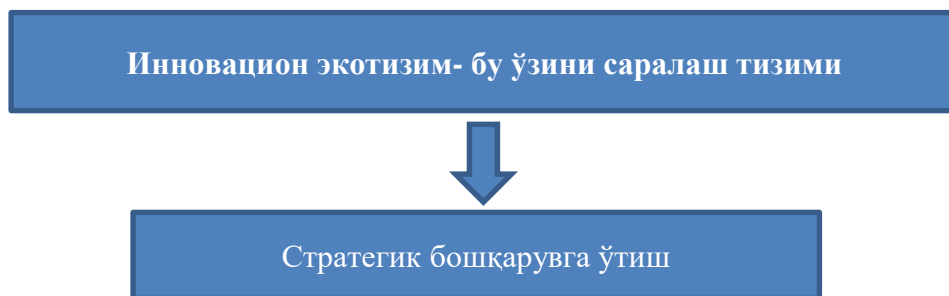 Инновацион экотизим- бу ўзини саралаш тизими
Стратегик бошқарувга ўтиш